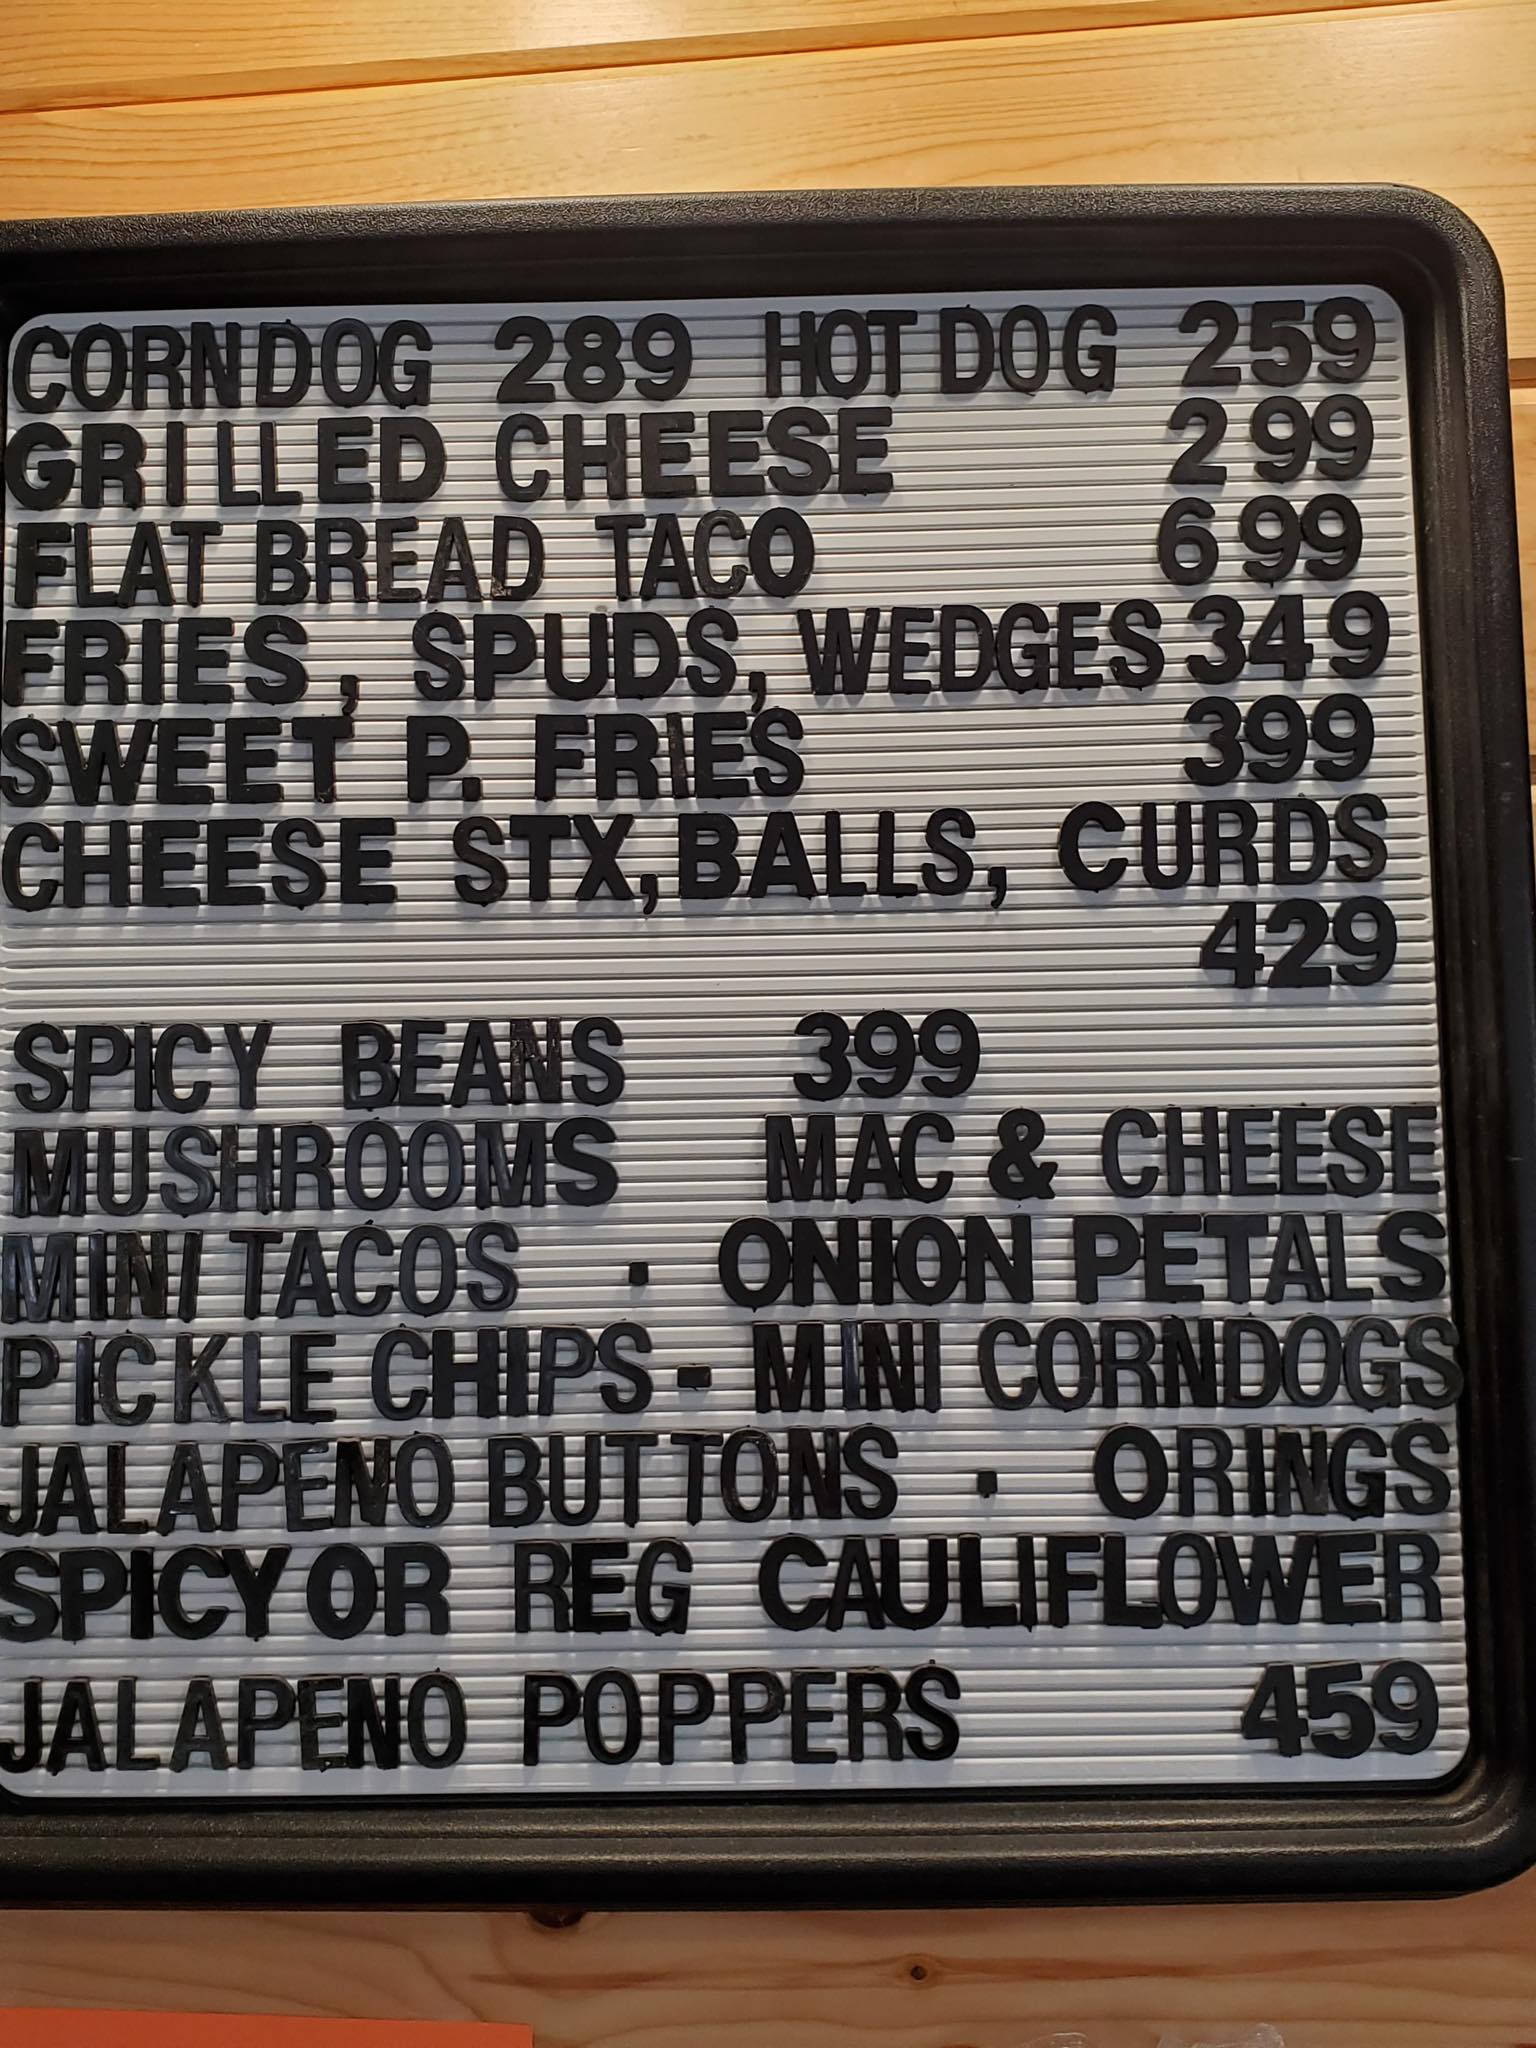 CORNDOG 289 HOT DOG 259
GRILLED CHEESE 299
FLAT BREAD TACO 699
FRIES, SPUDS, WEDGES 349
SWEET P. FRIES 399
CHEESE STX, BALLS, CURDS
429
SPICY BEANS 399
MUSHROOMS MAC & CHEESE
MINI TACOS · ONION PETALS
PICKLE CHIPS · MINI CORNDOGS
JALAPENO BUTTONS · ORINGS
SPICY OR REG CAULIFLOWER
JALAPENO POPPERS 459